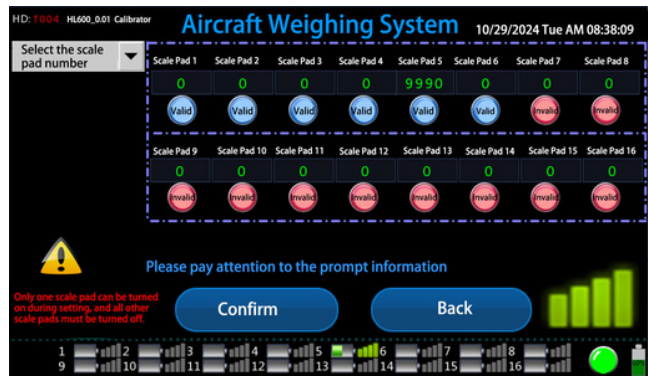 HD: 1004 HL600_0.01 Calibrator Aircraft Weighing System 10/29/2024 Tue AM 08:38:09
Select the scale
pad number
Scale Pad 1 Scale Pad 2 Scale Pad 3 Scale Pad 4 Scale Pad 5 Scale Pad 6 Scale Pad 7 Scale Pad 8
0 0 0 0 9990 0 0 0
Valid Valid Valid Valid Valid Valid Invalid Invalid
Scale Pad 9 Scale Pad 10 Scale Pad 11 Scale Pad 12 Scale Pad 13 Scale Pad 14 Scale Pad 15 Scale Pad 16
0 0 0 0 0 0 0 0
Invalid Invalid Invalid Invalid Invalid Invalid Invalid Invalid
Please pay attention to the prompt information
Only one scale pad can be turned
on during setting, and all other
scale pads must be turned off.
Confirm Back
1 2 3 4 5 6 7 8
9 10 11 12 13 14 15 16